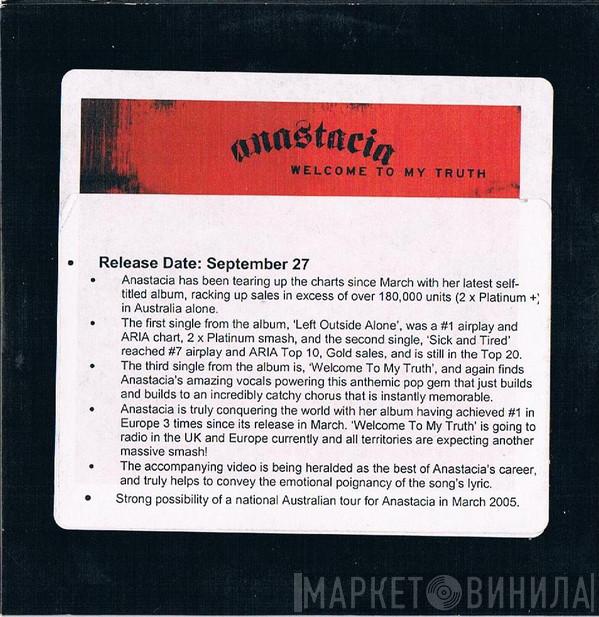 anastacia
WELCOME TO MY TRUTH
• Release Date: September 27
• Anastacia has been tearing up the charts since March with her latest self-
titled album, racking up sales in excess of over 180,000 units (2 x Platinum +)
in Australia alone.
• The first single from the album, 'Left Outside Alone', was a #1 airplay and
ARIA chart, 2 x Platinum smash, and the second single, 'Sick and Tired'
reached #7 airplay and ARIA Top 10, Gold sales, and is still in the Top 20.
• The third single from the album is, 'Welcome To My Truth', and again finds
Anastacia's amazing vocals powering this anthemic pop gem that just builds
and builds to an incredibly catchy chorus that is instantly memorable.
• Anastacia is truly conquering the world with her album having achieved #1 in
Europe 3 times since its release in March. 'Welcome To My Truth' is going to
radio in the UK and Europe currently and all territories are expecting another
massive smash!
• The accompanying video is being heralded as the best of Anastacia's career,
and truly helps to convey the emotional poignancy of the song's lyric.
• Strong possibility of a national Australian tour for Anastacia in March 2005.
МАРКЕТ ВИНИЛА